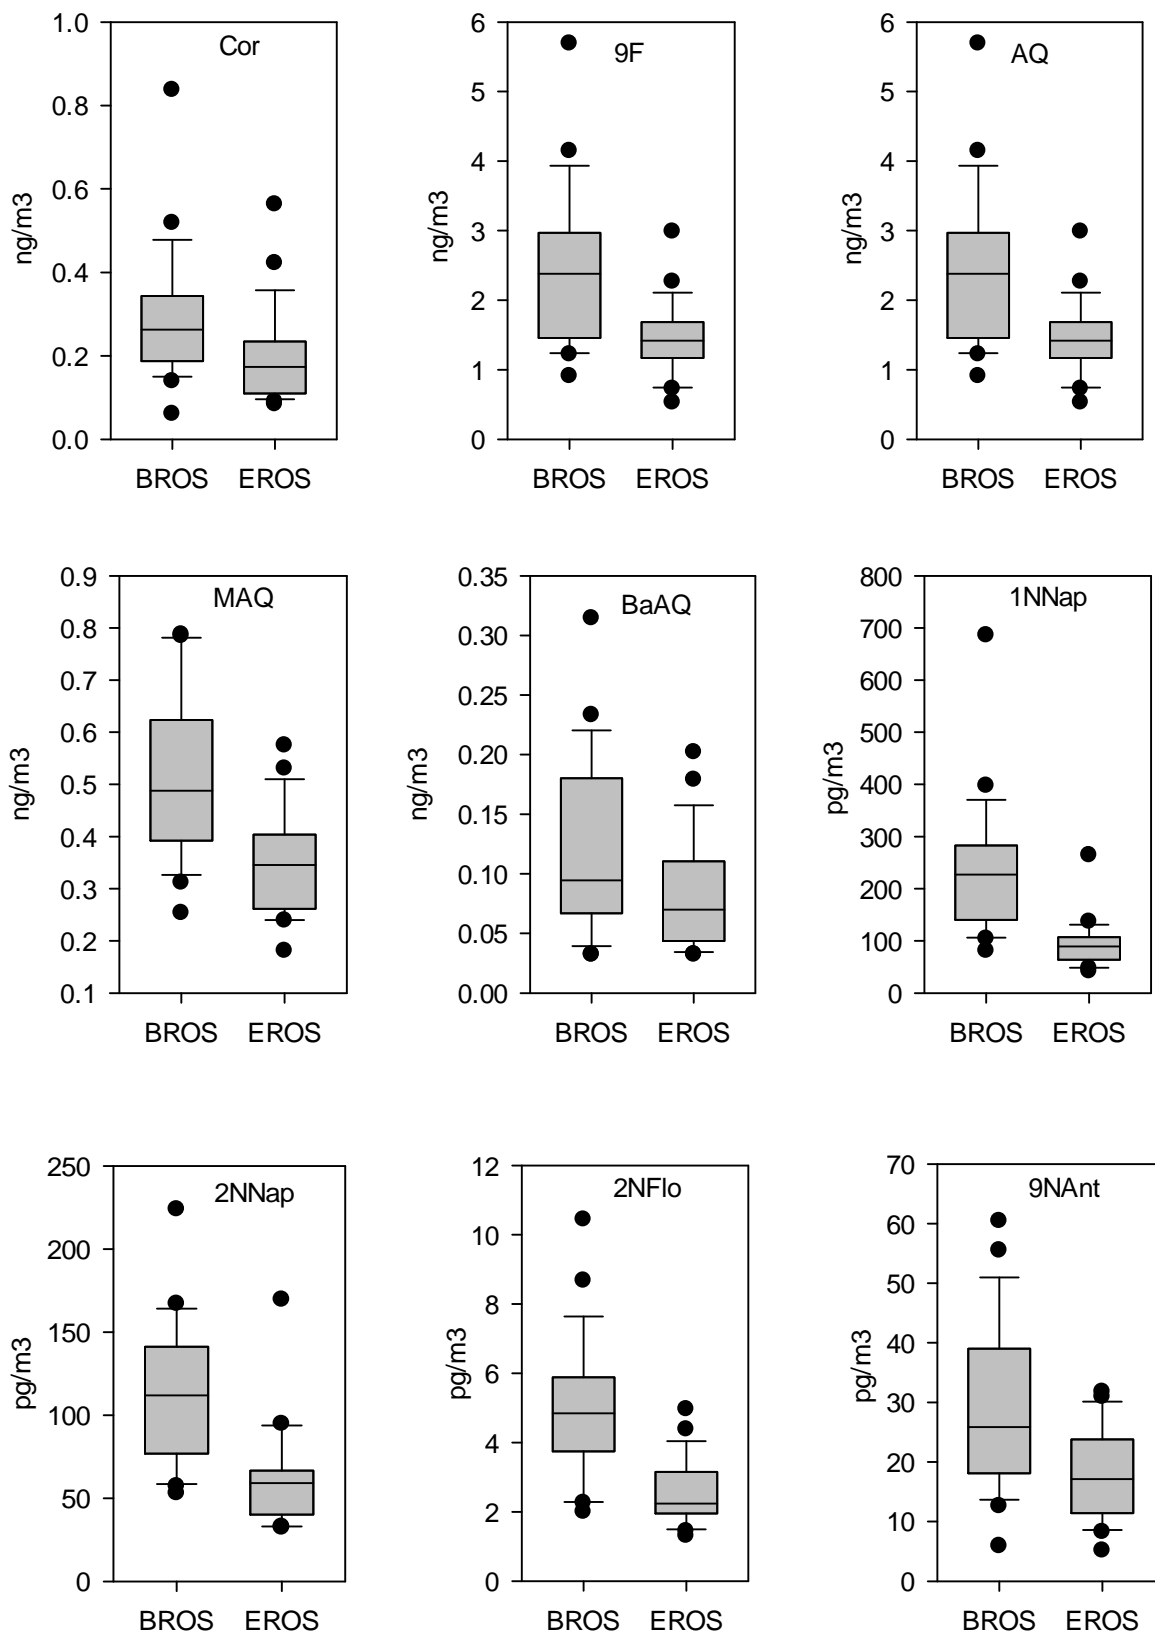 Cor
1.0
0.8
0.6
0.4
0.2
0.0
ng/m3
BROS EROS
9F
6
5
4
3
2
1
0
ng/m3
BROS EROS
AQ
6
5
4
3
2
1
0
ng/m3
BROS EROS
MAQ
0.9
0.8
0.7
0.6
0.5
0.4
0.3
0.2
0.1
ng/m3
BROS EROS
BaAQ
0.35
0.30
0.25
0.20
0.15
0.10
0.05
0.00
ng/m3
BROS EROS
1NNap
800
700
600
500
400
300
200
100
0
pg/m3
BROS EROS
2NNap
250
200
150
100
50
0
pg/m3
BROS EROS
2NFlo
12
10
8
6
4
2
0
pg/m3
BROS EROS
9NAnt
70
60
50
40
30
20
10
0
pg/m3
BROS EROS